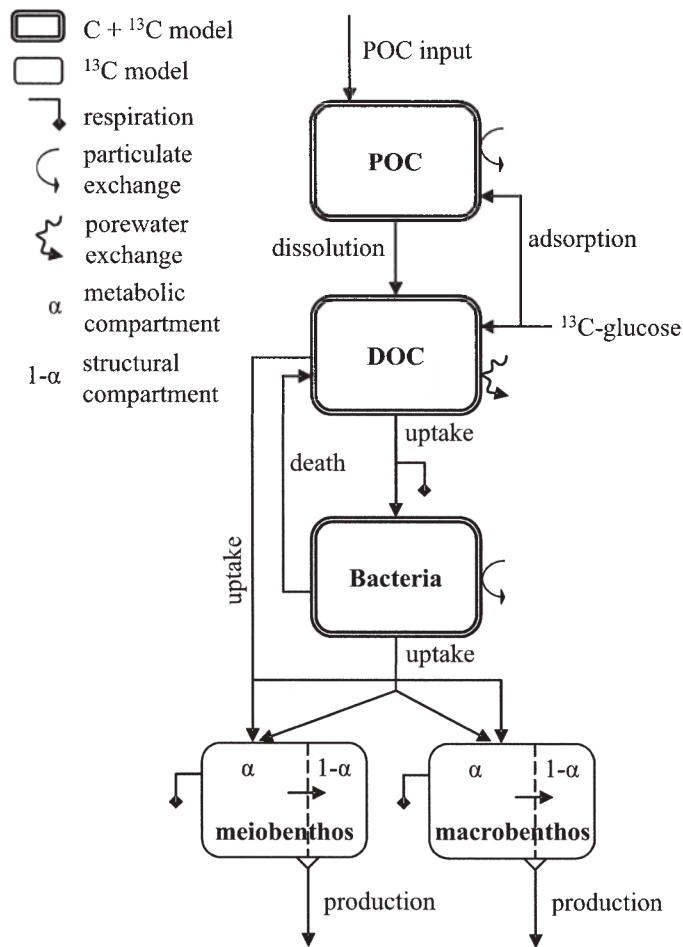 C + ¹³C model
¹³C model
respiration
particulate
exchange
porewater
exchange
α metabolic
compartment
1-α structural
compartment
POC input
POC
dissolution
adsorption
¹³C-glucose
DOC
uptake
death
uptake
Bacteria
uptake
α 1-α
meiobenthos
α 1-α
macrobenthos
production
production